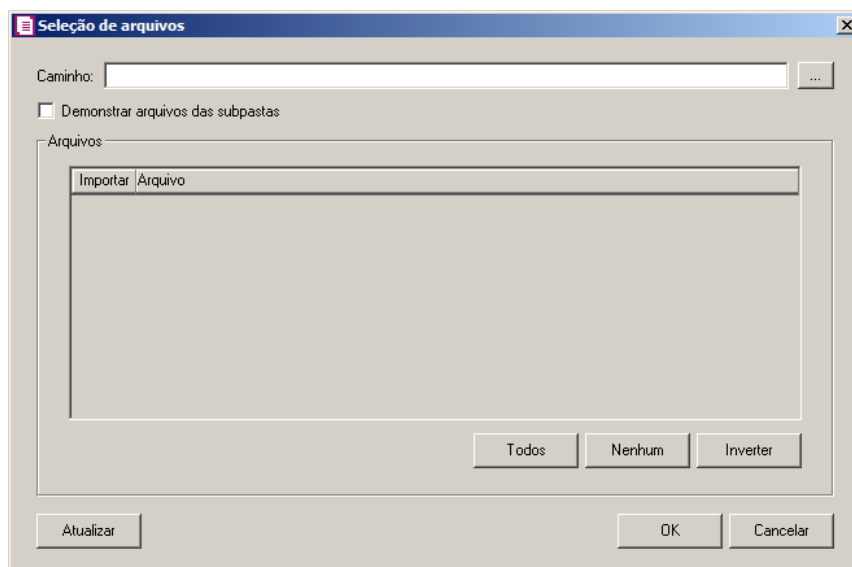 Seleção de arquivos
Caminho: ...
Demonstrar arquivos das subpastas
Arquivos
Importar Arquivo
Todos Nenhum Inverter
Atualizar OK Cancelar